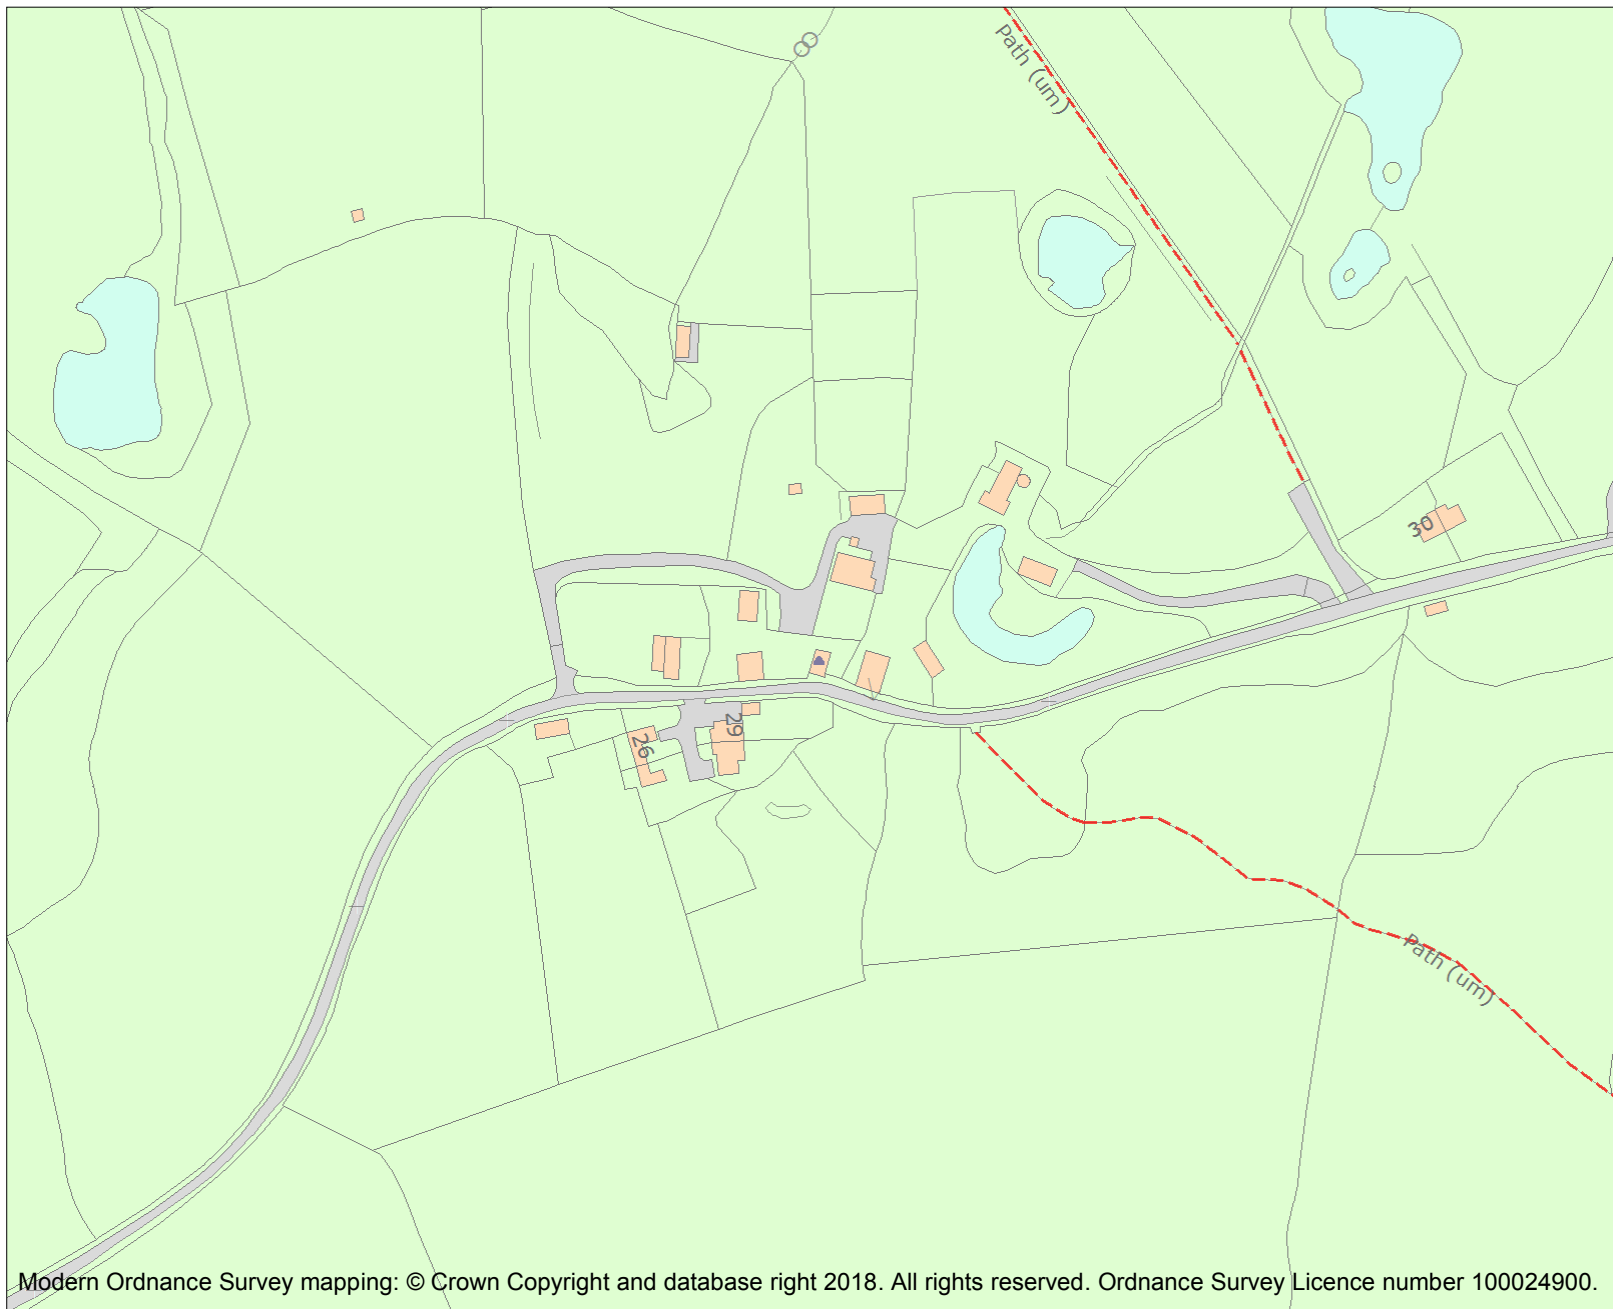 Path (um)
30
29
26
Path (um)
Modern Ordnance Survey mapping: © Crown Copyright and database right 2018. All rights reserved. Ordnance Survey Licence number 100024900.